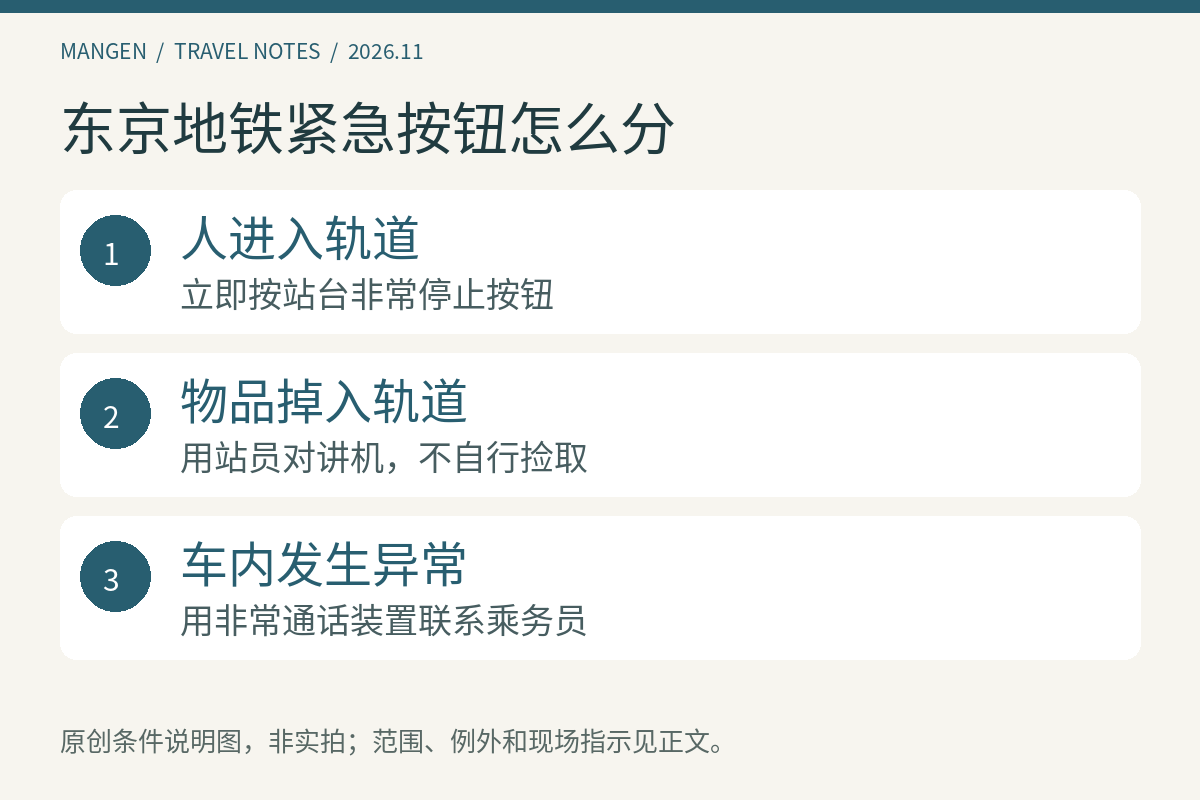 MANGEN / TRAVEL NOTES / 2026.11
东京地铁紧急按钮怎么分
1
人进入轨道
立即按站台非常停止按钮
2
物品掉入轨道
用站员对讲机，不自行捡取
3
车内发生异常
用非常通话装置联系乘务员
原创条件说明图，非实拍；范围、例外和现场指示见正文。